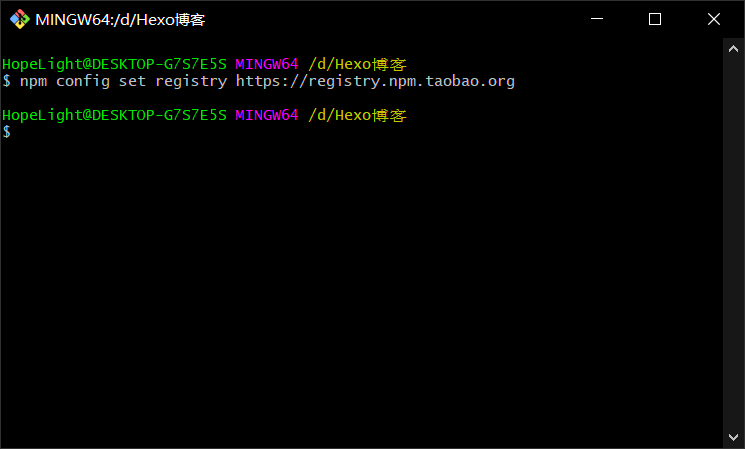 MINGW64:/d/Hexo博客
HopeLight@DESKTOP-G7S7E5S MINGW64 /d/Hexo博客
$ npm config set registry https://registry.npm.taobao.org
HopeLight@DESKTOP-G7S7E5S MINGW64 /d/Hexo博客
$